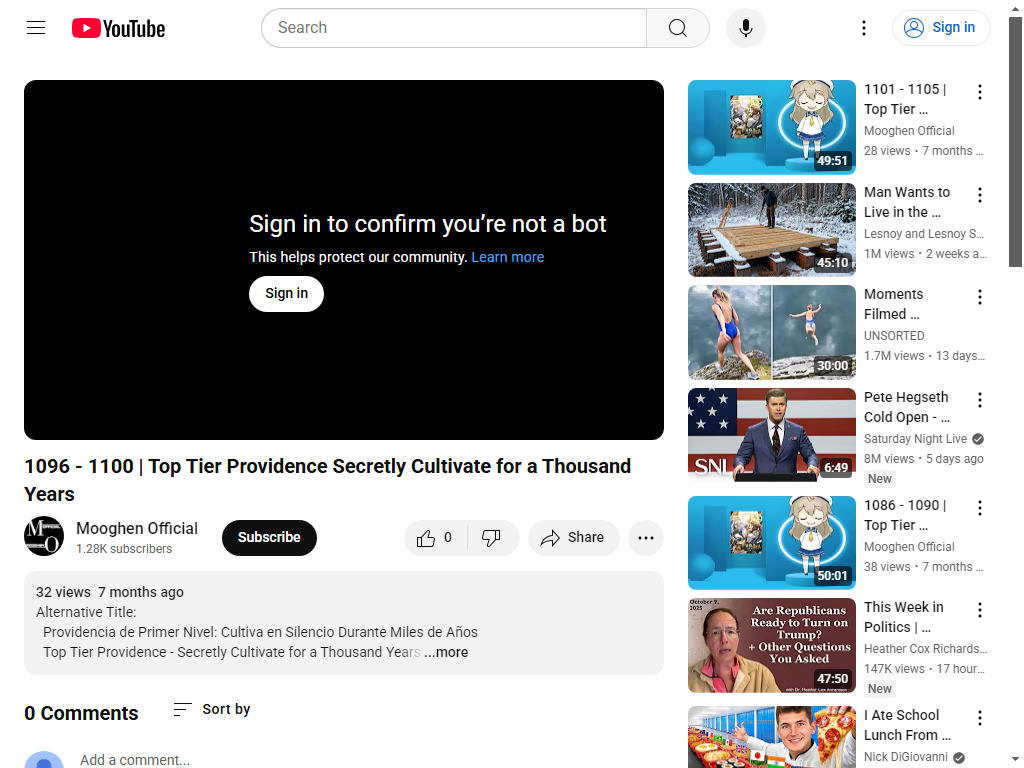 YouTube
Search
Sign in
Sign in to confirm you’re not a bot
This helps protect our community. Learn more
Sign in
1096 - 1100 | Top Tier Providence Secretly Cultivate for a Thousand
Years
Mooghen Official
1.28K subscribers
Subscribe
0
Share
32 views 7 months ago
Alternative Title:
Providencia de Primer Nivel: Cultiva en Silencio Durante Miles de Años
Top Tier Providence - Secretly Cultivate for a Thousand Years ...more
0 Comments
Sort by
Add a comment...
49:51
1101 - 1105 |
Top Tier ...
Mooghen Official
28 views • 7 months ...
45:10
Man Wants to
Live in the ...
Lesnoy and Lesnoy S...
1M views • 2 weeks a...
30:00
Moments
Filmed ...
UNSORTED
1.7M views • 13 days...
SNL
6:49
Pete Hegseth
Cold Open - ...
Saturday Night Live
8M views • 5 days ago
New
50:01
1086 - 1090 |
Top Tier ...
Mooghen Official
38 views • 7 months ...
October 9,
2025
Are Republicans
Ready to Turn on
Trump?
+ Other Questions
You Asked
with Dr. Heather Cox Richardson
47:50
This Week in
Politics | ...
Heather Cox Richards...
147K views • 17 hour...
New
I Ate School
Lunch From ...
Nick DiGiovanni